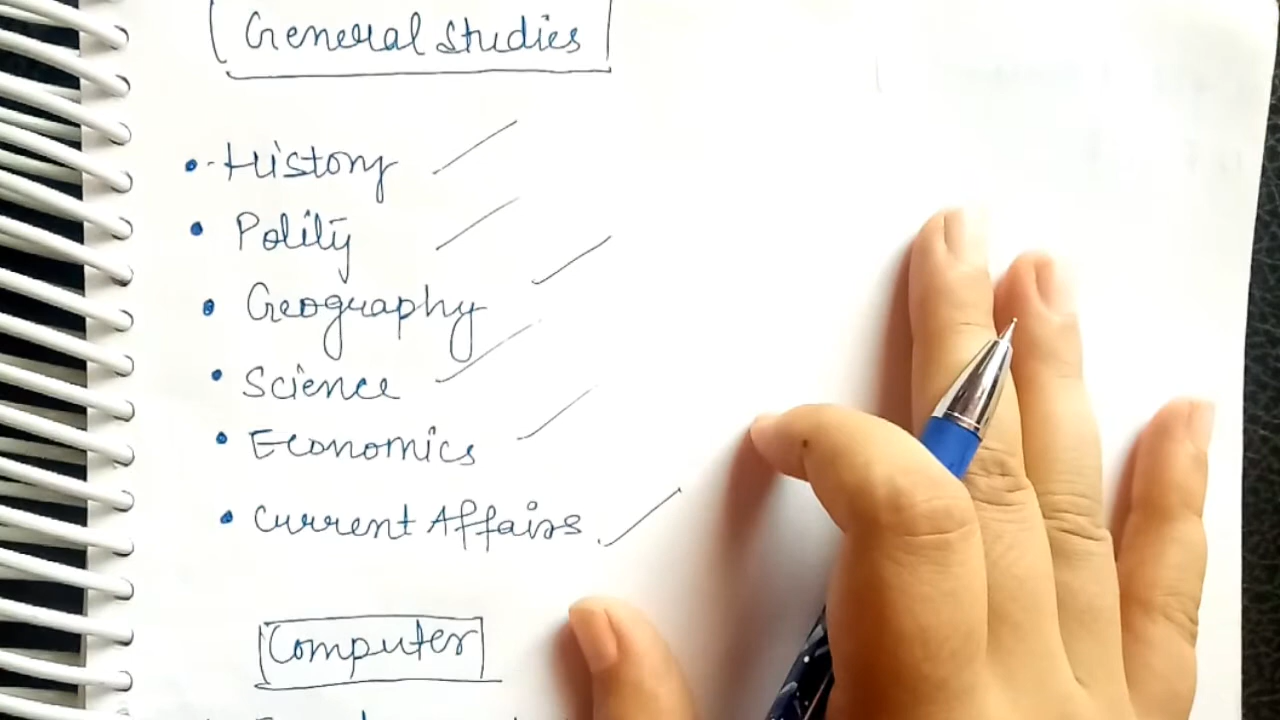 General Studies
History
Polity
Geography
Science
Economics
Current Affairs
Computer